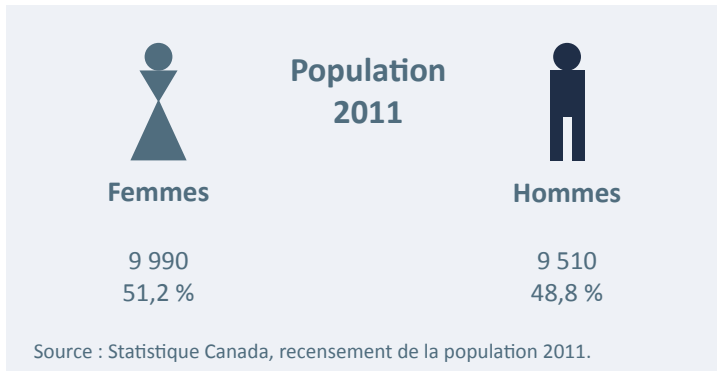 Population
2011
Femmes
Hommes
9 990
51,2 %
9 510
48,8 %
Source : Statistique Canada, recensement de la population 2011.